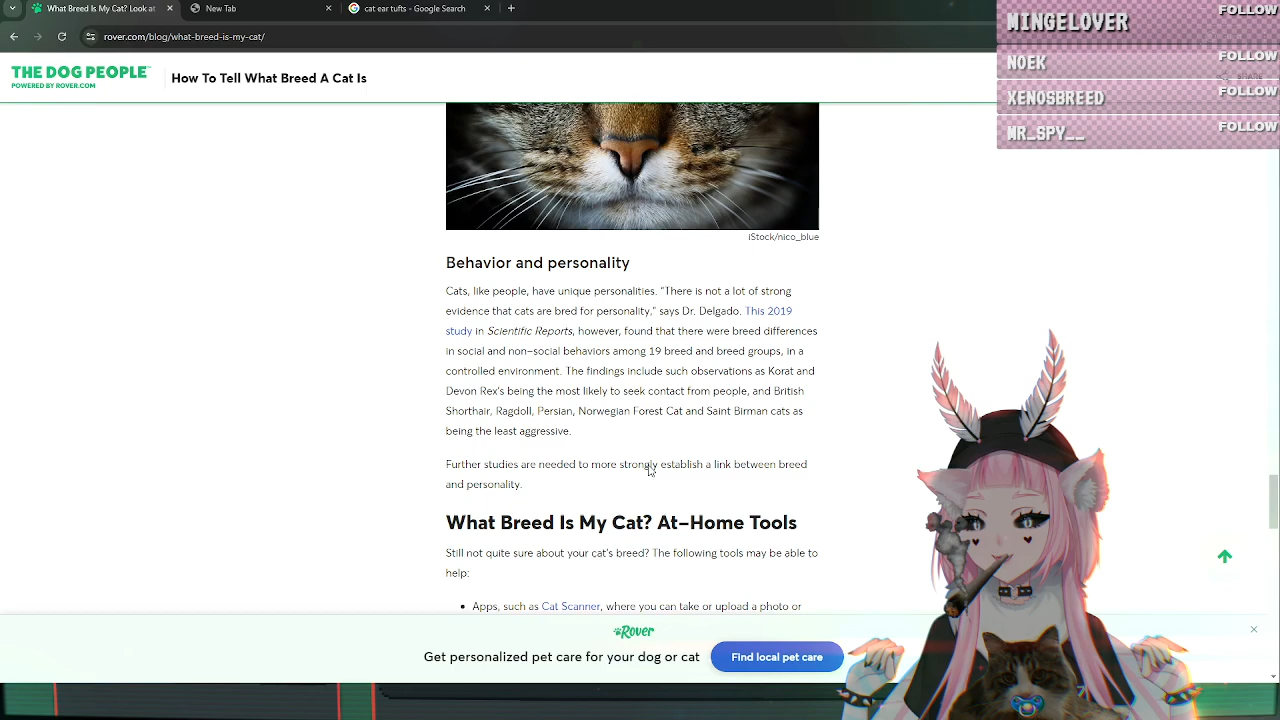 What Breed Is My Cat? Look at
New Tab
cat ear tufts - Google Search
rover.com/blog/what-breed-is-my-cat/
THE DOG PEOPLE™
POWERED BY ROVER.COM
How To Tell What Breed A Cat Is
MINGELOVER FOLLOW
NOEK FOLLOW
SHARE
XENOSBREED FOLLOW
MR_SPY__ FOLLOW
iStock/nico_blue
Behavior and personality
Cats, like people, have unique personalities. “There is not a lot of strong
evidence that cats are bred for personality,” says Dr. Delgado. This 2019
study in Scientific Reports, however, found that there were breed differences
in social and non-social behaviors among 19 breed and breed groups, in a
controlled environment. The findings include such observations as Korat and
Devon Rex’s being the most likely to seek contact from people, and British
Shorthair, Ragdoll, Persian, Norwegian Forest Cat and Saint Birman cats as
being the least aggressive.
Further studies are needed to more strongly establish a link between breed
and personality.
What Breed Is My Cat? At-Home Tools
Still not quite sure about your cat’s breed? The following tools may be able to
help:
Apps, such as Cat Scanner, where you can take or upload a photo or
Rover
Get personalized pet care for your dog or cat
Find local pet care